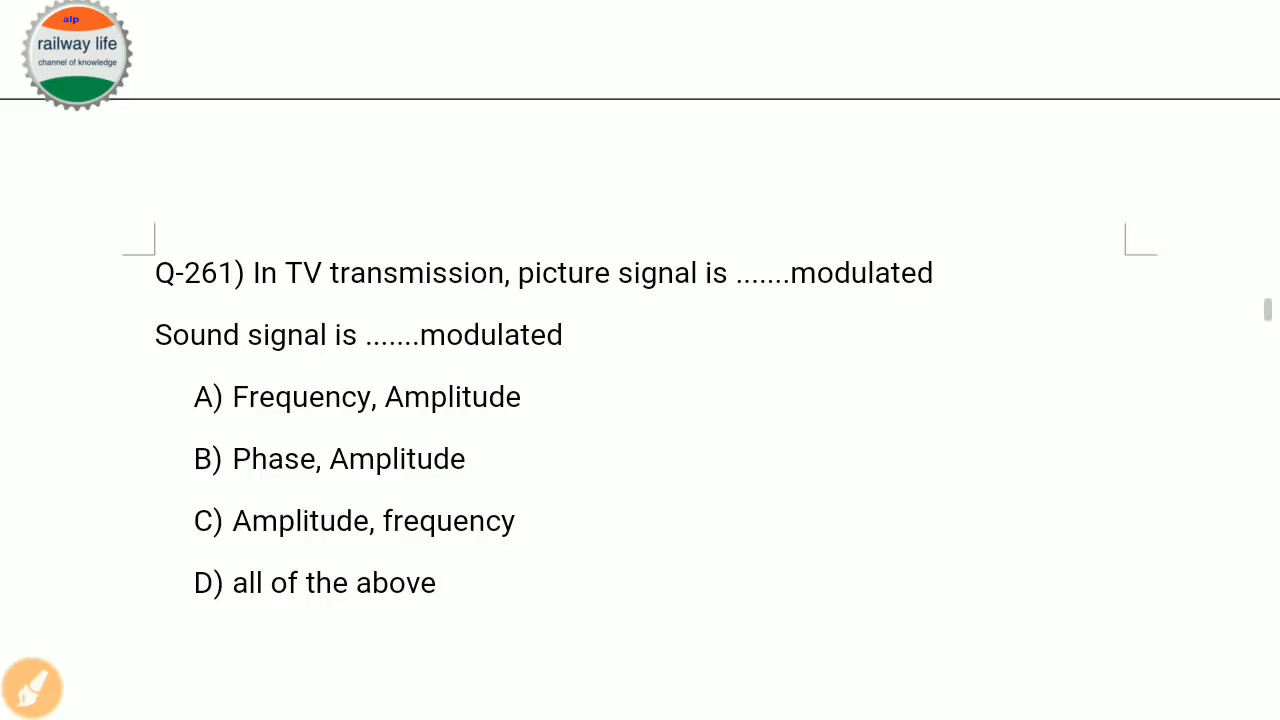 alp
railway life
channel of knowledge
Q-261) In TV transmission, picture signal is .......modulated
Sound signal is .......modulated
A) Frequency, Amplitude
B) Phase, Amplitude
C) Amplitude, frequency
D) all of the above